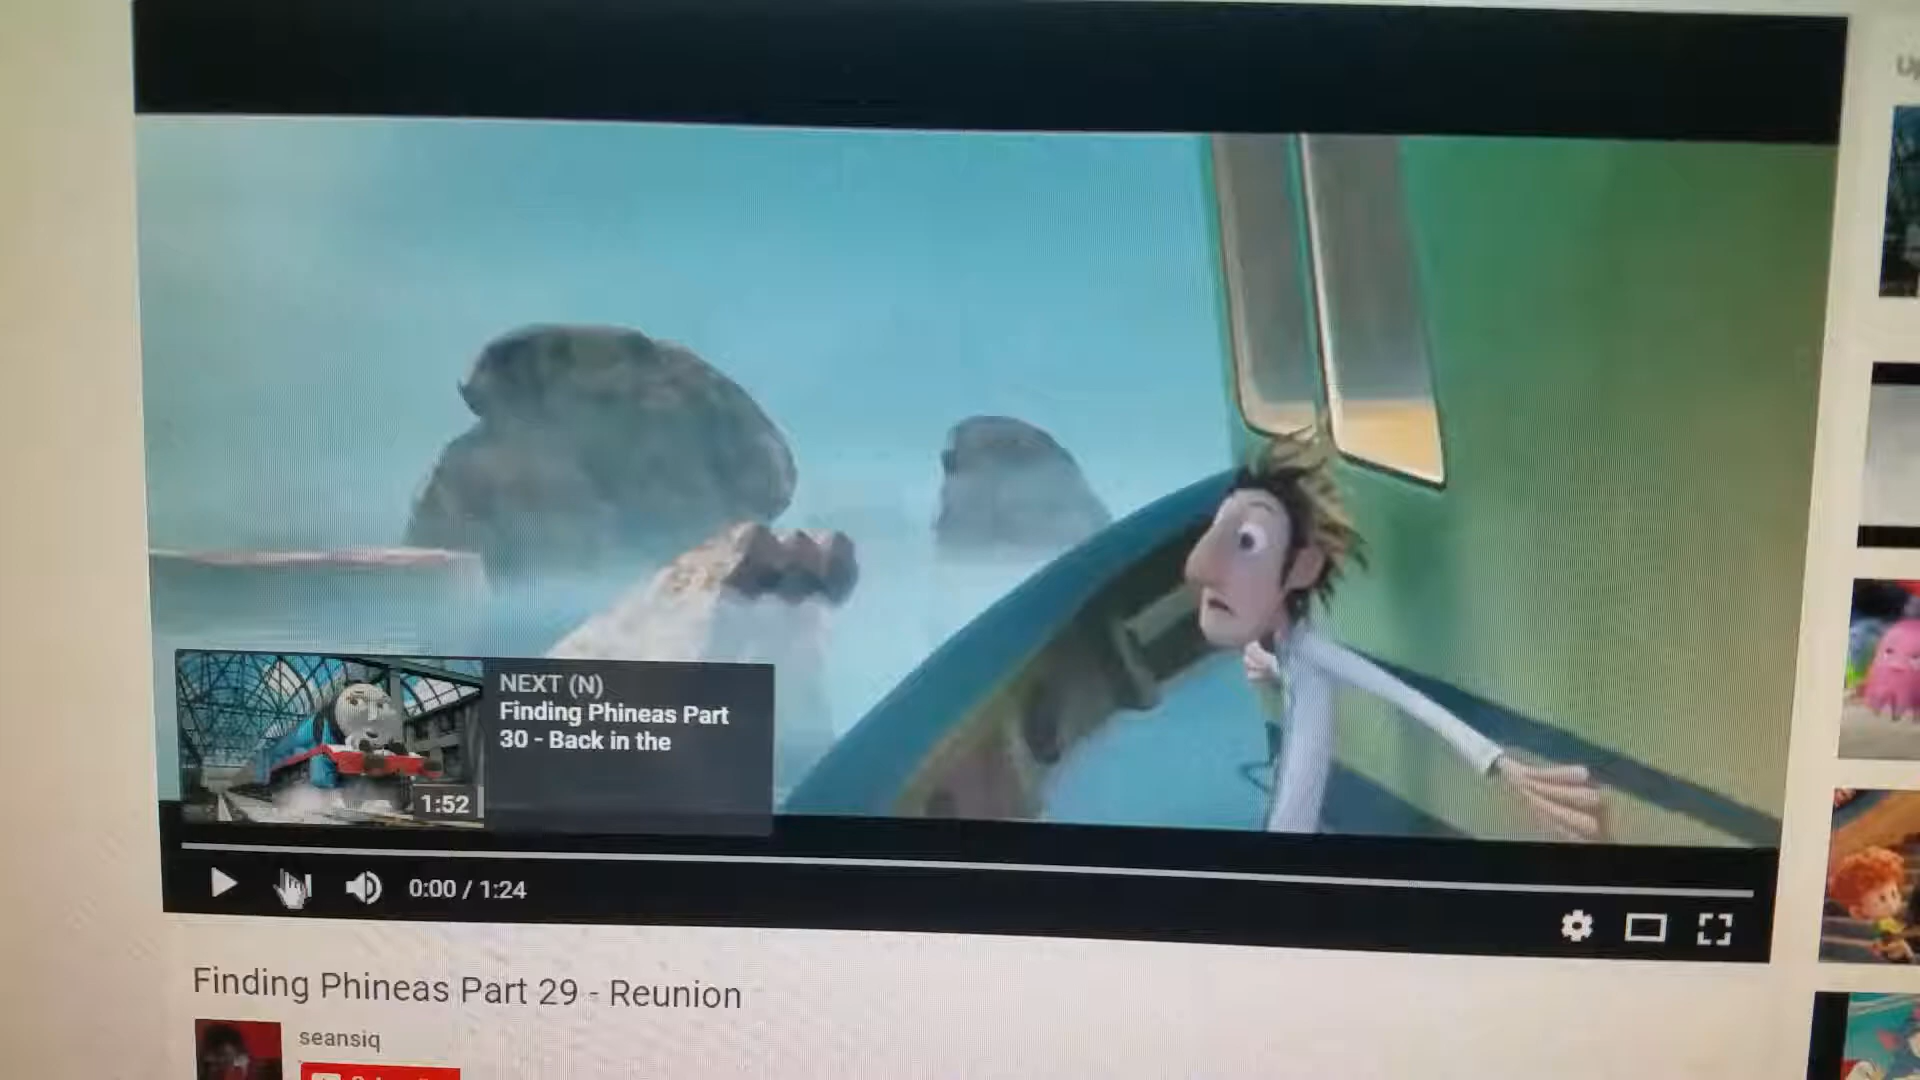 NEXT (N)
Finding Phineas Part
30 - Back in the
1:52
0:00 / 1:24
Finding Phineas Part 29 - Reunion
seansiq